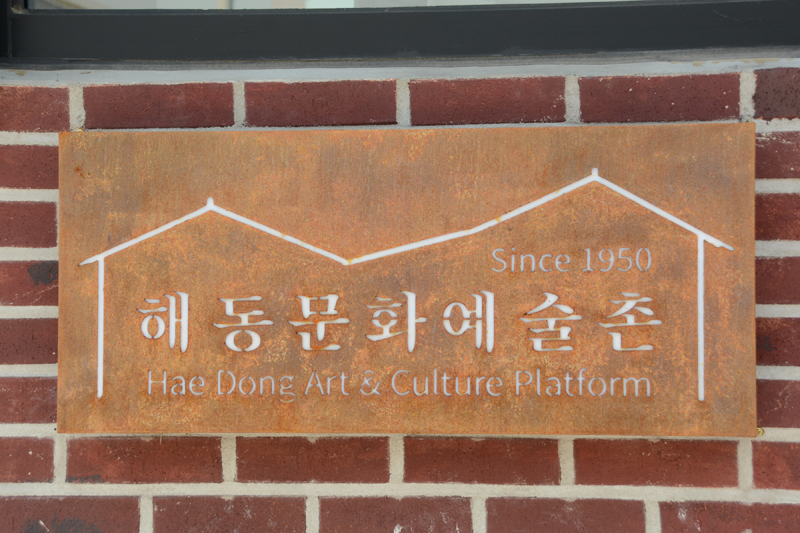 Since 1950
해동문화예술촌
Hae Dong Art & Culture Platform